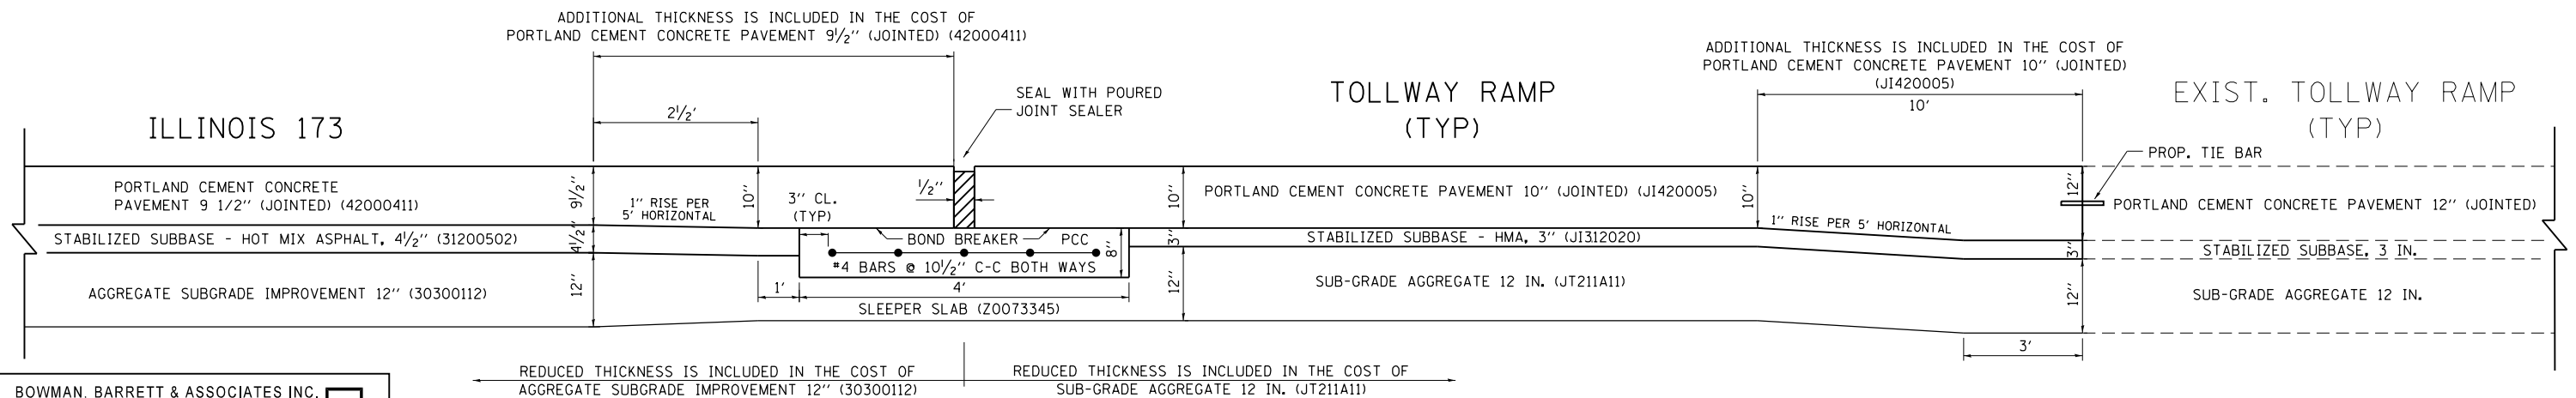 ADDITIONAL THICKNESS IS INCLUDED IN THE COST OF
PORTLAND CEMENT CONCRETE PAVEMENT 9½'' (JOINTED) (42000411)
ADDITIONAL THICKNESS IS INCLUDED IN THE COST OF
PORTLAND CEMENT CONCRETE PAVEMENT 10'' (JOINTED)
(JI420005)
10'
SEAL WITH POURED
JOINT SEALER
2½'
ILLINOIS 173
TOLLWAY RAMP
(TYP)
EXIST. TOLLWAY RAMP
(TYP)
PROP. TIE BAR
PORTLAND CEMENT CONCRETE
PAVEMENT 9 1/2'' (JOINTED) (42000411)
9½''
1'' RISE PER
5' HORIZONTAL
10''
3'' CL.
(TYP)
½''
10''
PORTLAND CEMENT CONCRETE PAVEMENT 10'' (JOINTED) (JI420005)
10''
1'' RISE PER 5' HORIZONTAL
12''
PORTLAND CEMENT CONCRETE PAVEMENT 12'' (JOINTED)
STABILIZED SUBBASE - HOT MIX ASPHALT, 4½'' (31200502)
4½''
BOND BREAKER
PCC
8''
#4 BARS @ 10½'' C-C BOTH WAYS
3''
STABILIZED SUBBASE - HMA, 3'' (JI312020)
3''
STABILIZED SUBBASE, 3 IN.
AGGREGATE SUBGRADE IMPROVEMENT 12'' (30300112)
12''
1'
4'
SLEEPER SLAB (Z0073345)
12''
SUB-GRADE AGGREGATE 12 IN. (JT211A11)
12''
SUB-GRADE AGGREGATE 12 IN.
3'
REDUCED THICKNESS IS INCLUDED IN THE COST OF
AGGREGATE SUBGRADE IMPROVEMENT 12'' (30300112)
REDUCED THICKNESS IS INCLUDED IN THE COST OF
SUB-GRADE AGGREGATE 12 IN. (JT211A11)
BOWMAN, BARRETT & ASSOCIATES INC.